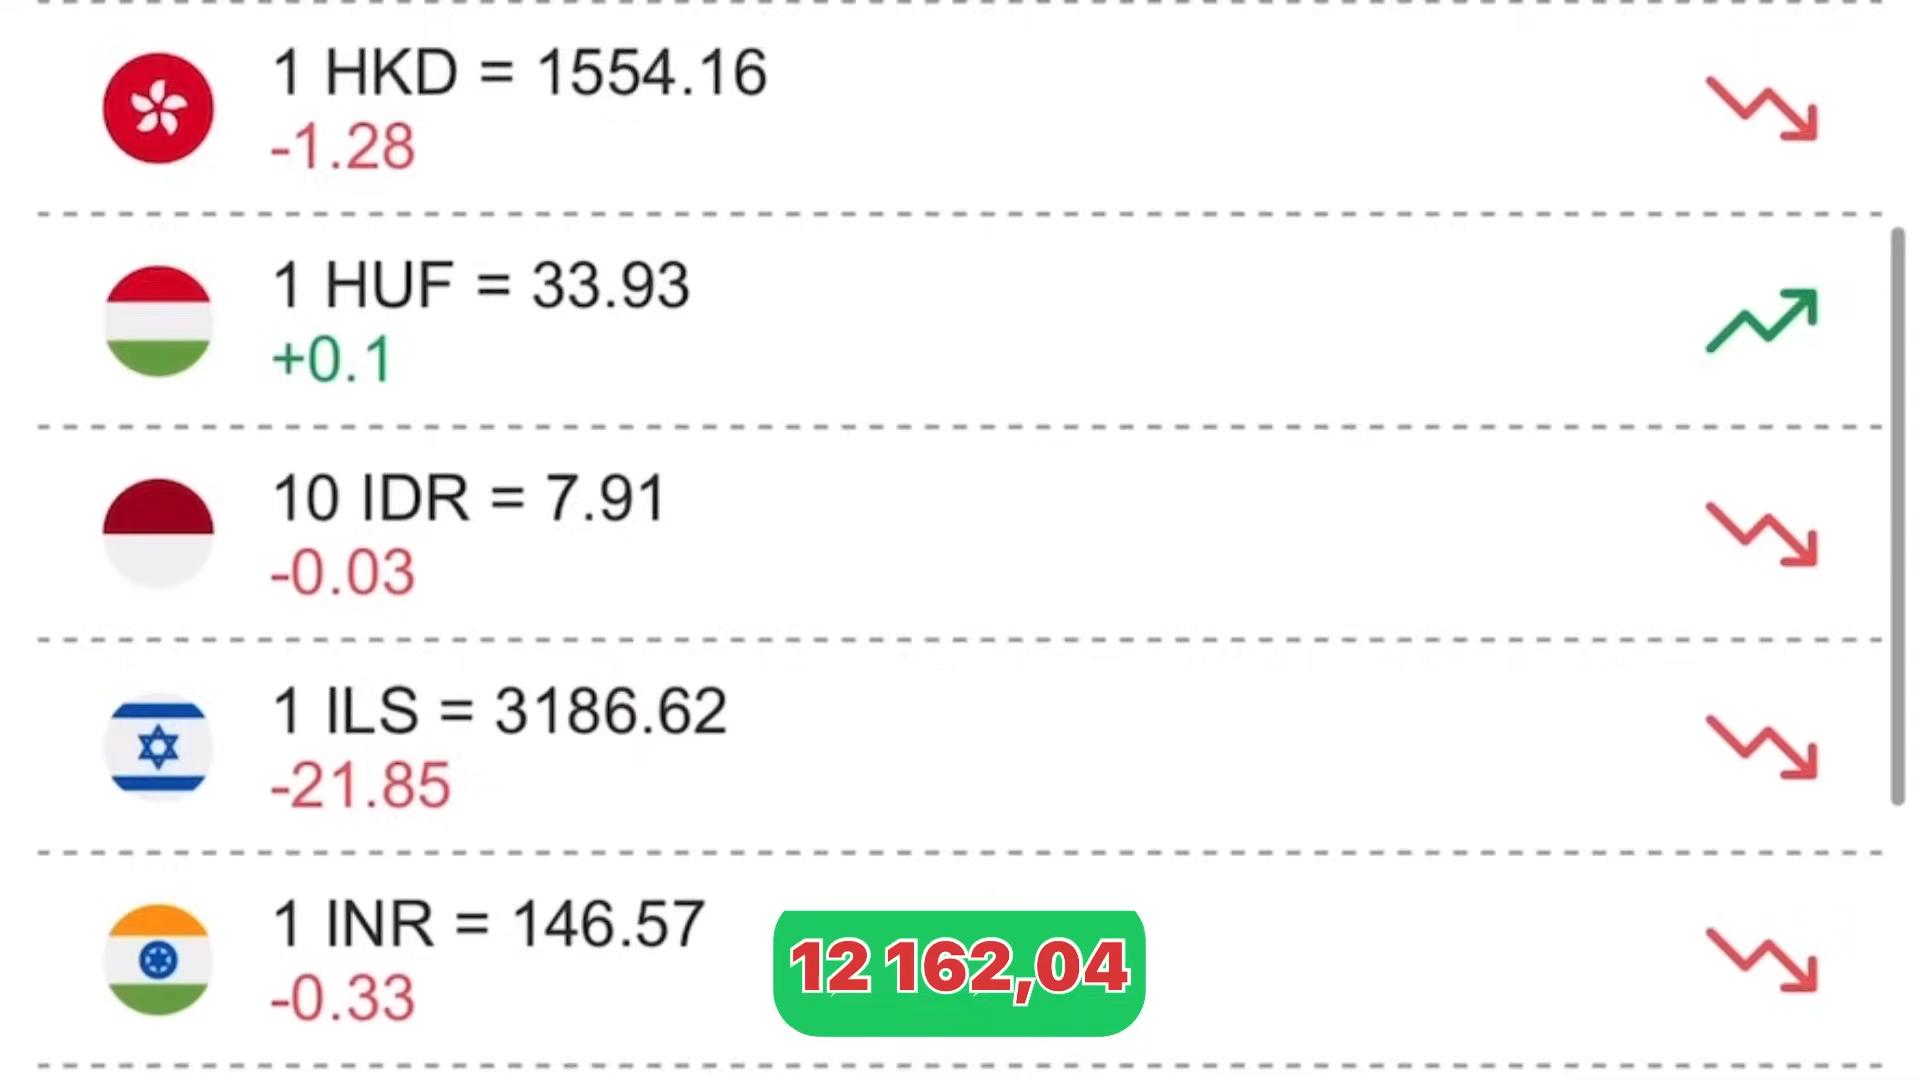 1 HKD = 1554.16
-1.28
1 HUF = 33.93
+0.1
10 IDR = 7.91
-0.03
1 ILS = 3186.62
-21.85
1 INR = 146.57
-0.33
12 162,04